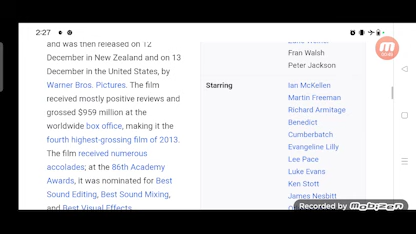 2:27
and was then released on 12
December in New Zealand and on 13
December in the United States, by
Warner Bros. Pictures. The film
received mostly positive reviews and
grossed $959 million at the
worldwide box office, making it the
fourth highest-grossing film of 2013.
The film received numerous
accolades; at the 86th Academy
Awards, it was nominated for Best
Sound Editing, Best Sound Mixing,
and Best Visual Effects
Fran Walsh
Peter Jackson
Starring
Ian McKellen
Martin Freeman
Richard Armitage
Benedict
Cumberbatch
Evangeline Lilly
Lee Pace
Luke Evans
Ken Stott
James Nesbitt
Recorded by Mobizen